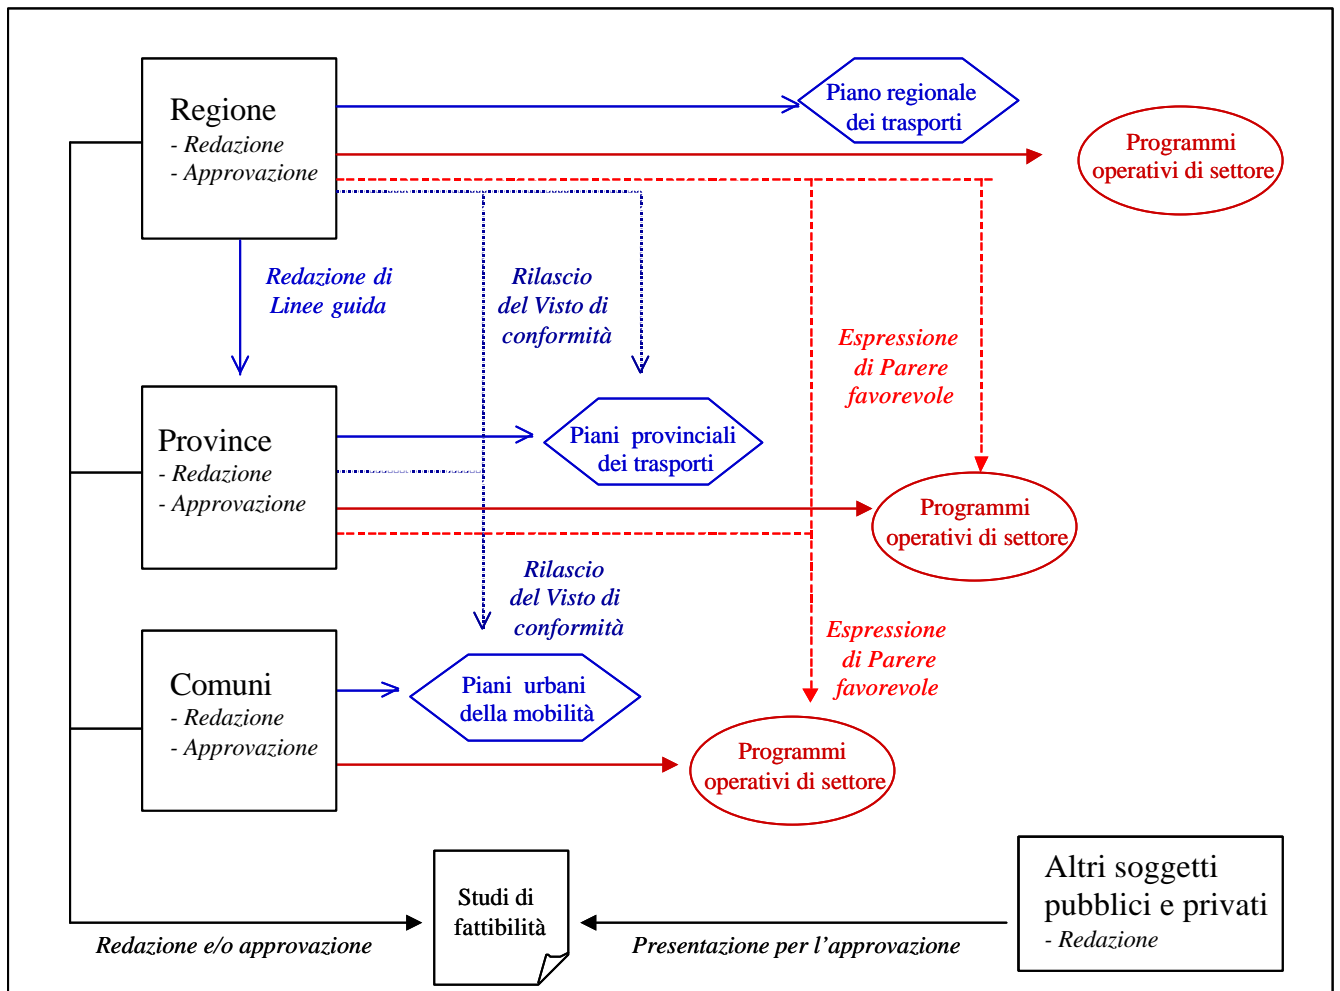 Regione
- Redazione
- Approvazione
Piano regionale
dei trasporti
Programmi
operativi di settore
Redazione di
Linee guida
Rilascio
del Visto di
conformità
Espressione
di Parere
favorevole
Province
- Redazione
- Approvazione
Piani provinciali
dei trasporti
Programmi
operativi di settore
Rilascio
del Visto di
conformità
Espressione
di Parere
favorevole
Comuni
- Redazione
- Approvazione
Piani urbani
della mobilità
Programmi
operativi di settore
Studi di
fattibilità
Altri soggetti
pubblici e privati
- Redazione
Redazione e/o approvazione
Presentazione per l'approvazione